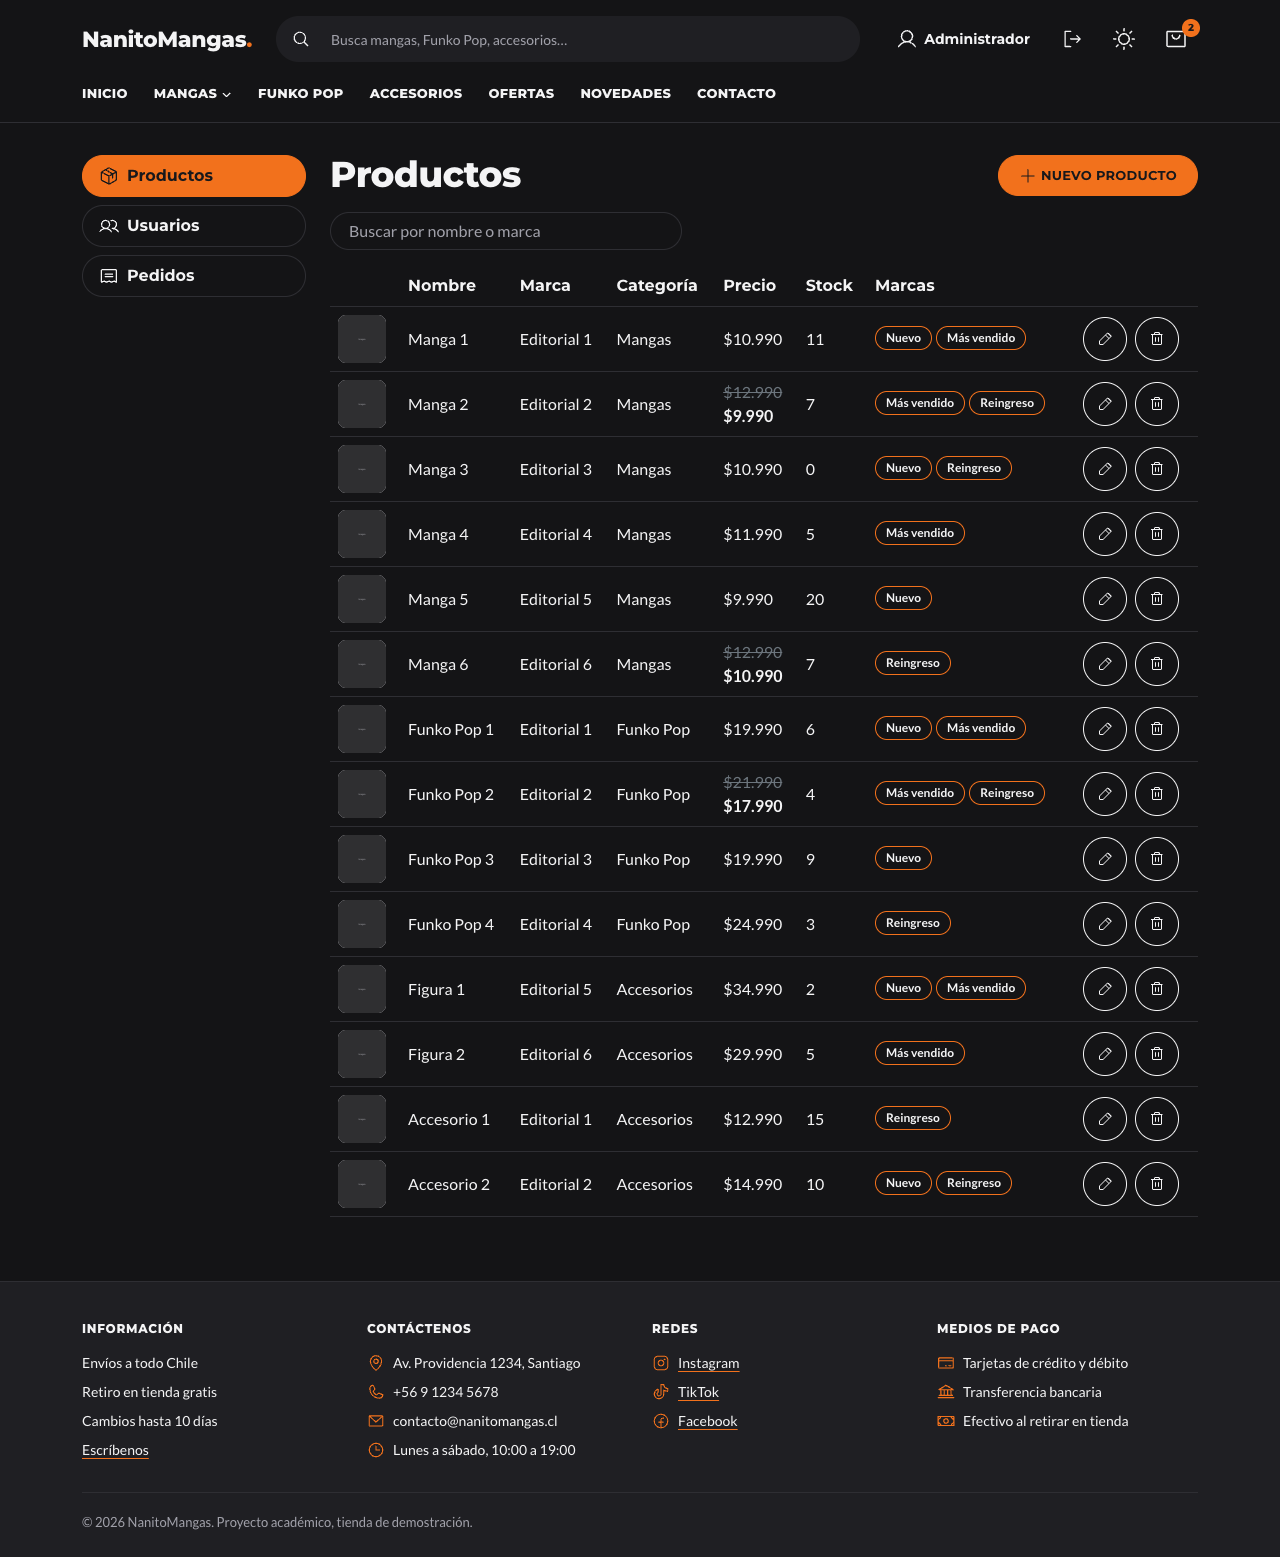 NanitoMangas.
Busca mangas, Funko Pop, accesorios...
Administrador
2
INICIO MANGAS FUNKO POP ACCESORIOS OFERTAS NOVEDADES CONTACTO
Productos
Usuarios
Pedidos
Productos
NUEVO PRODUCTO
Buscar por nombre o marca
Nombre Marca Categoría Precio Stock Marcas
Manga 1 Editorial 1 Mangas $10.990 11 Nuevo Más vendido
Manga 2 Editorial 2 Mangas $12.990 $9.990 7 Más vendido Reingreso
Manga 3 Editorial 3 Mangas $10.990 0 Nuevo Reingreso
Manga 4 Editorial 4 Mangas $11.990 5 Más vendido
Manga 5 Editorial 5 Mangas $9.990 20 Nuevo
Manga 6 Editorial 6 Mangas $12.990 $10.990 7 Reingreso
Funko Pop 1 Editorial 1 Funko Pop $19.990 6 Nuevo Más vendido
Funko Pop 2 Editorial 2 Funko Pop $21.990 $17.990 4 Más vendido Reingreso
Funko Pop 3 Editorial 3 Funko Pop $19.990 9 Nuevo
Funko Pop 4 Editorial 4 Funko Pop $24.990 3 Reingreso
Figura 1 Editorial 5 Accesorios $34.990 2 Nuevo Más vendido
Figura 2 Editorial 6 Accesorios $29.990 5 Más vendido
Accesorio 1 Editorial 1 Accesorios $12.990 15 Reingreso
Accesorio 2 Editorial 2 Accesorios $14.990 10 Nuevo Reingreso
INFORMACIÓN
Envíos a todo Chile
Retiro en tienda gratis
Cambios hasta 10 días
Escríbenos
CONTÁCTENOS
Av. Providencia 1234, Santiago
+56 9 1234 5678
contacto@nanitomangas.cl
Lunes a sábado, 10:00 a 19:00
REDES
Instagram
TikTok
Facebook
MEDIOS DE PAGO
Tarjetas de crédito y débito
Transferencia bancaria
Efectivo al retirar en tienda
© 2026 NanitoMangas. Proyecto académico, tienda de demostración.